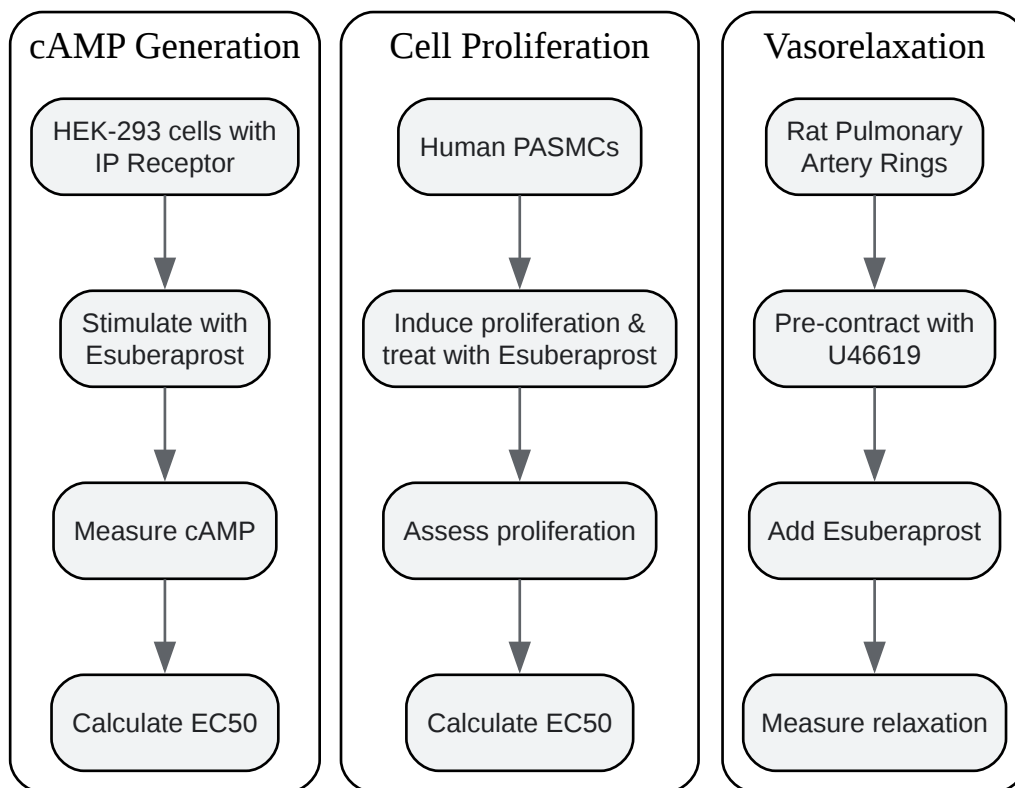 cAMP Generation
HEK-293 cells with
IP Receptor
Stimulate with
Esuberaprost
Measure cAMP
Calculate EC50
Cell Proliferation
Human PASMCs
Induce proliferation &
treat with Esuberaprost
Assess proliferation
Calculate EC50
Vasorelaxation
Rat Pulmonary
Artery Rings
Pre-contract with
U46619
Add Esuberaprost
Measure relaxation